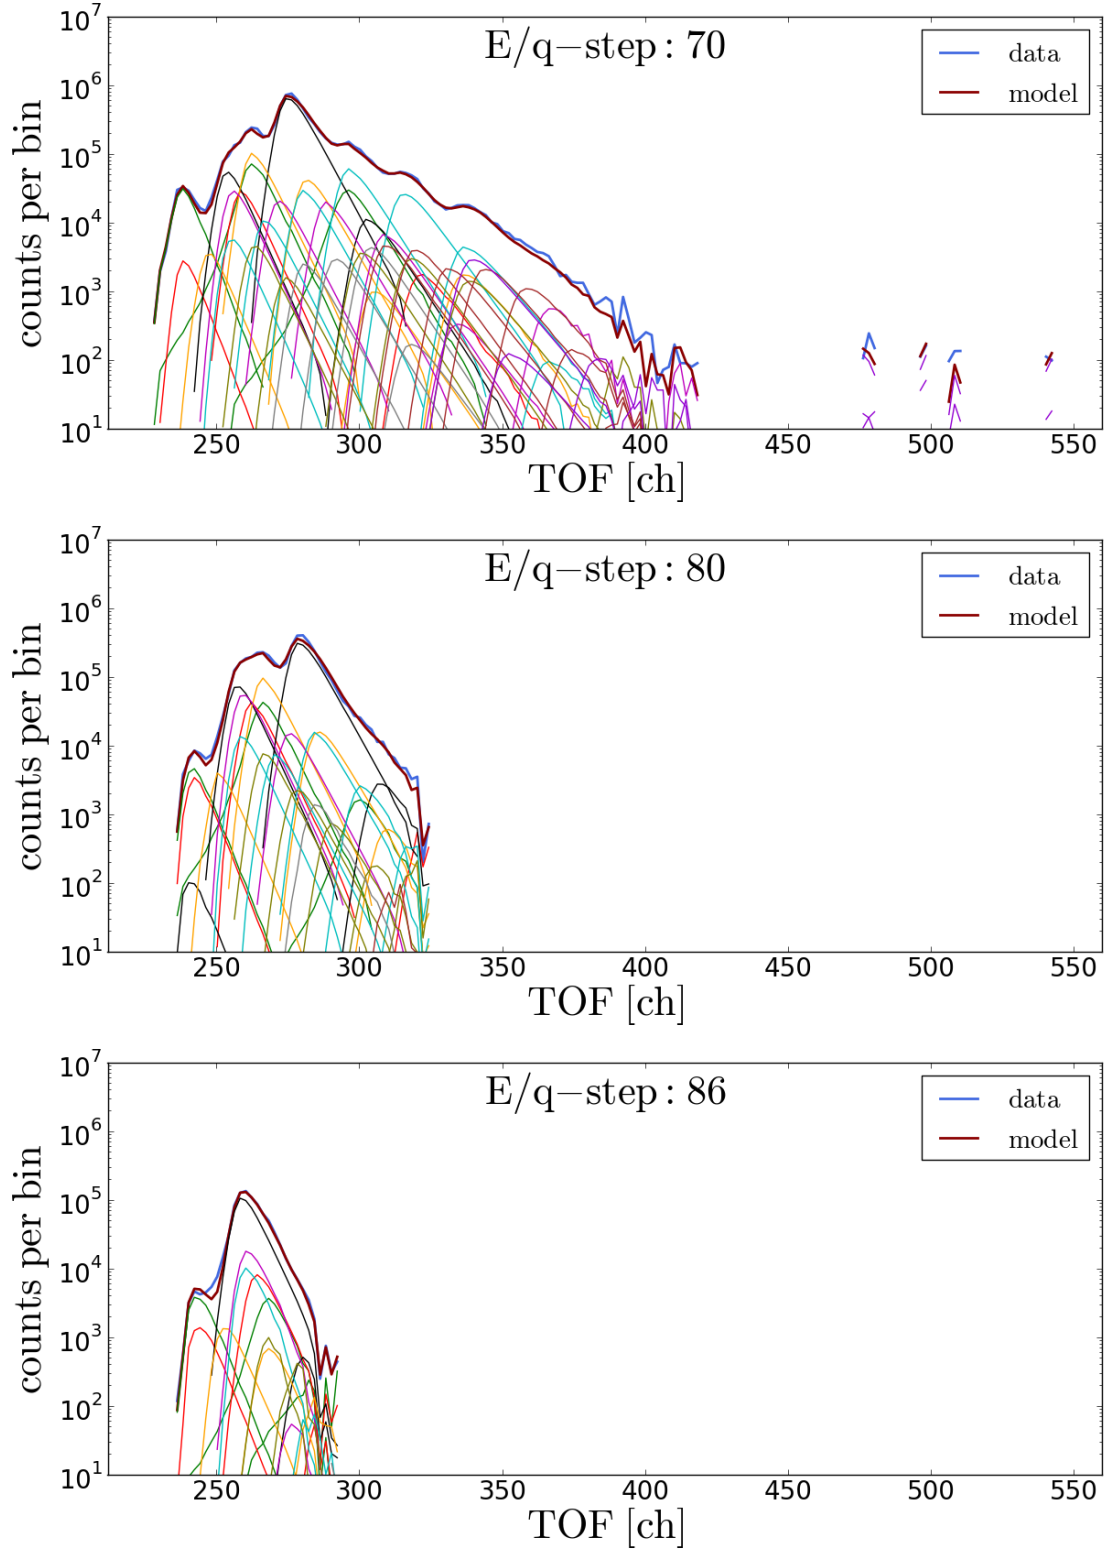 E/q−step: 70
data
model
10^7
10^6
10^5
10^4
10^3
10^2
10^1
counts per bin
250 300 350 400 450 500 550
TOF [ch]
E/q−step: 80
data
model
10^7
10^6
10^5
10^4
10^3
10^2
10^1
counts per bin
250 300 350 400 450 500 550
TOF [ch]
E/q−step: 86
data
model
10^7
10^6
10^5
10^4
10^3
10^2
10^1
counts per bin
250 300 350 400 450 500 550
TOF [ch]